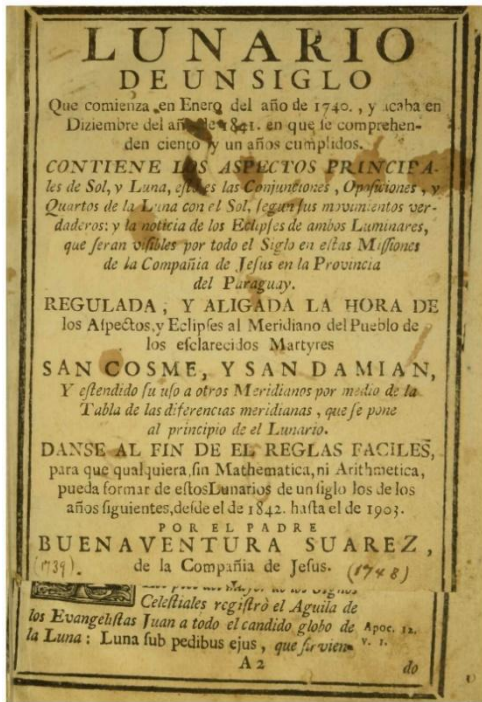 LUNARIO
DE UN SIGLO
Que comienza en Enero del año de 1740., y acaba en
Diziembre del año de 1841. en que se comprehen-
den ciento y un años cumplidos.
CONTIENE LOS ASPECTOS PRINCIPA-
les de Sol, y Luna, esto es las Conjunciones, Oposiciones, y
Quartos de la Luna con el Sol, segun sus movimientos ver-
daderos: y la noticia de los Eclipses de ambos Luminares,
que seran visibles por todo el Siglo en estas Missiones
de la Compañia de Jesus en la Provincia
del Paraguay.
REGULADA, Y ALIGADA LA HORA DE
los Aspectos, y Eclipses al Meridiano del Pueblo de
los esclarecidos Martyres
SAN COSME, Y SAN DAMIAN,
Y estendido su uso a otros Meridianos por medio de la
Tabla de las diferencias meridianas, que se pone
al principio de el Lunario.
DANSE AL FIN DE EL REGLAS FACILES,
para que qualquiera, sin Mathematica, ni Arithmetica,
pueda formar de estos Lunarios de un siglo los de los
años siguientes, desde el de 1842. hasta el de 1903.
POR EL PADRE
BUENAVENTURA SUAREZ,
(1739). de la Compañia de Jesus. (1748)
Celestiales registrò el Aguila de
los Evangelistas Juan a todo el candido globo de Apoc. 12.
la Luna: Luna sub pedibus ejus, que sirvien v. 1.
A 2 do